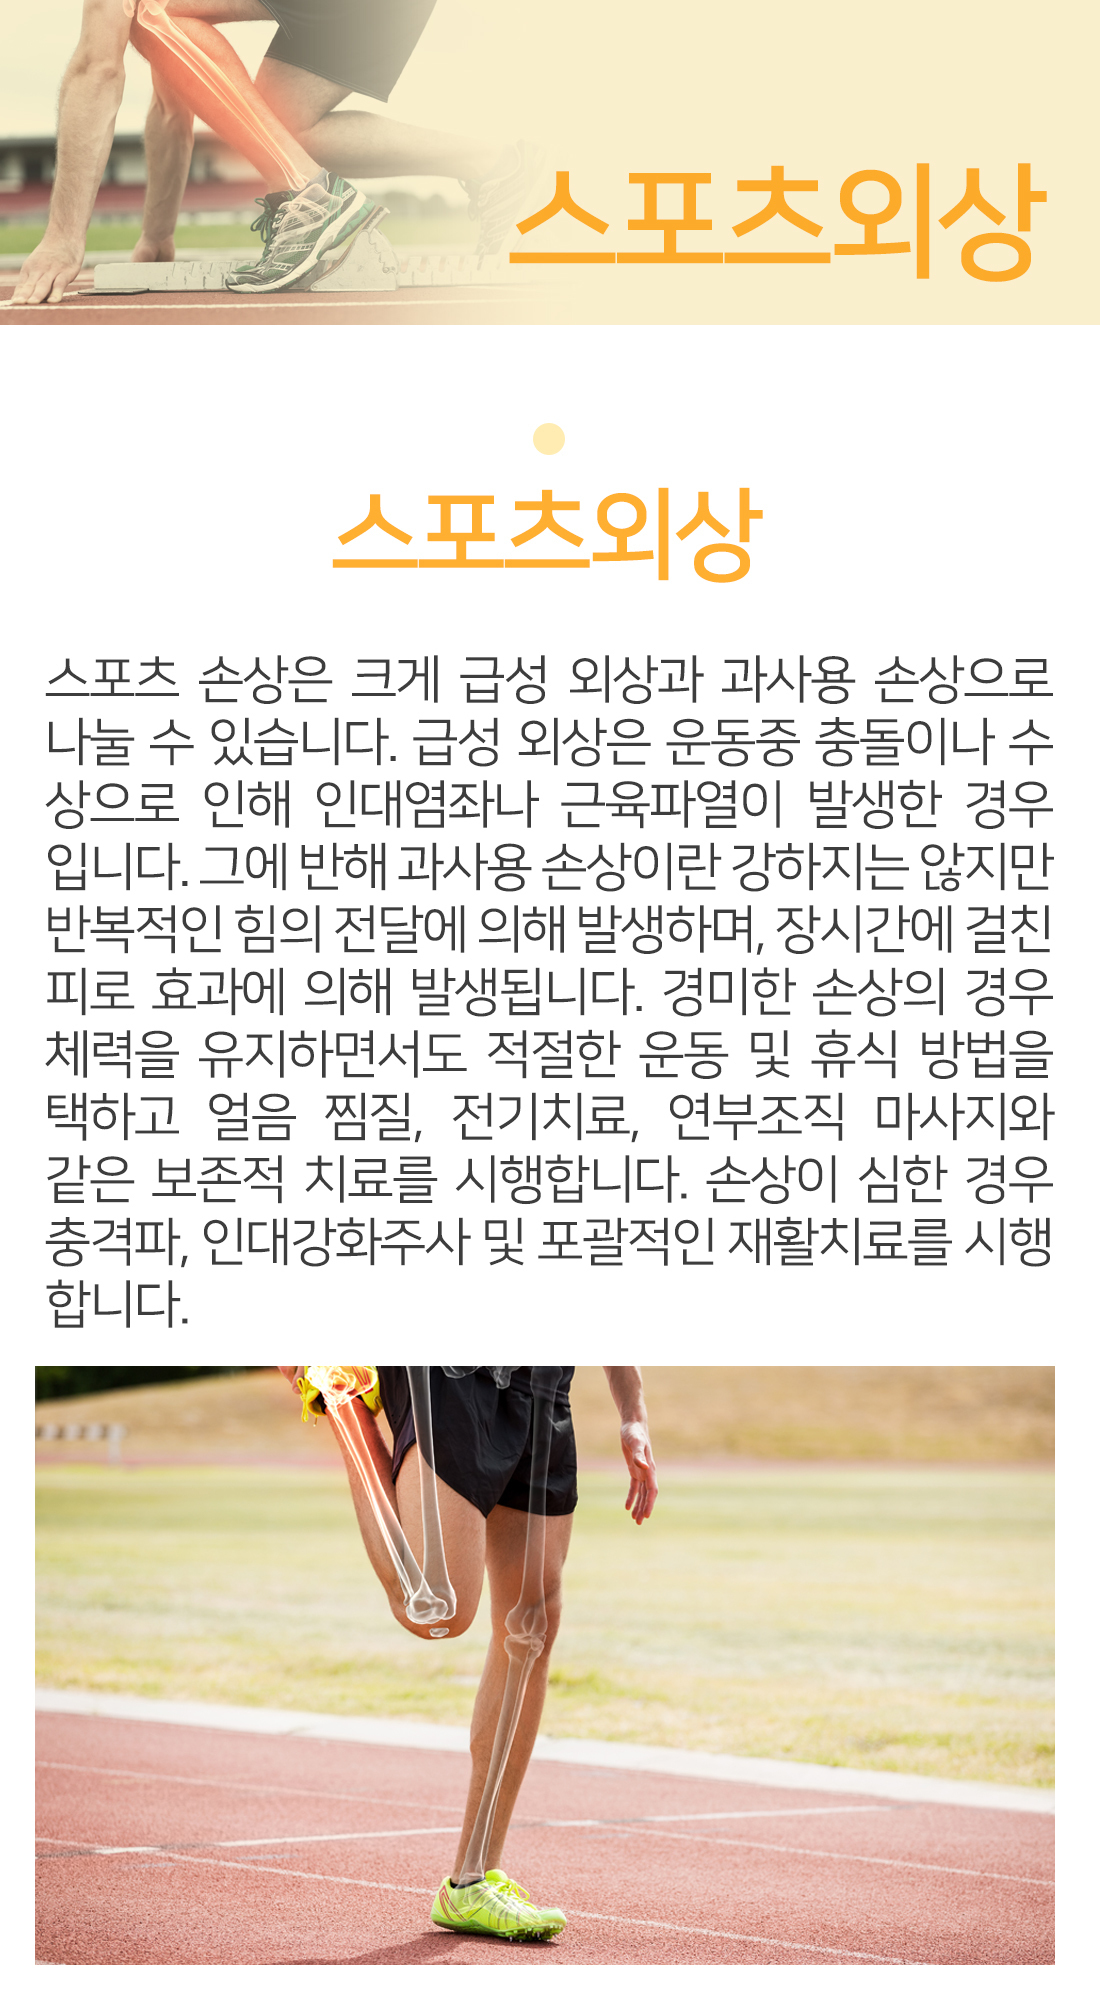 스포츠외상
스포츠외상
스포츠 손상은 크게 급성 외상과 과사용 손상으로
나눌 수 있습니다. 급성 외상은 운동중 충돌이나 수
상으로 인해 인대염좌나 근육파열이 발생한 경우
입니다. 그에 반해 과사용 손상이란 강하지는 않지만
반복적인 힘의 전달에 의해 발생하며, 장시간에 걸친
피로 효과에 의해 발생됩니다. 경미한 손상의 경우
체력을 유지하면서도 적절한 운동 및 휴식 방법을
택하고 얼음 찜질, 전기치료, 연부조직 마사지와
같은 보존적 치료를 시행합니다. 손상이 심한 경우
충격파, 인대강화주사 및 포괄적인 재활치료를 시행
합니다.